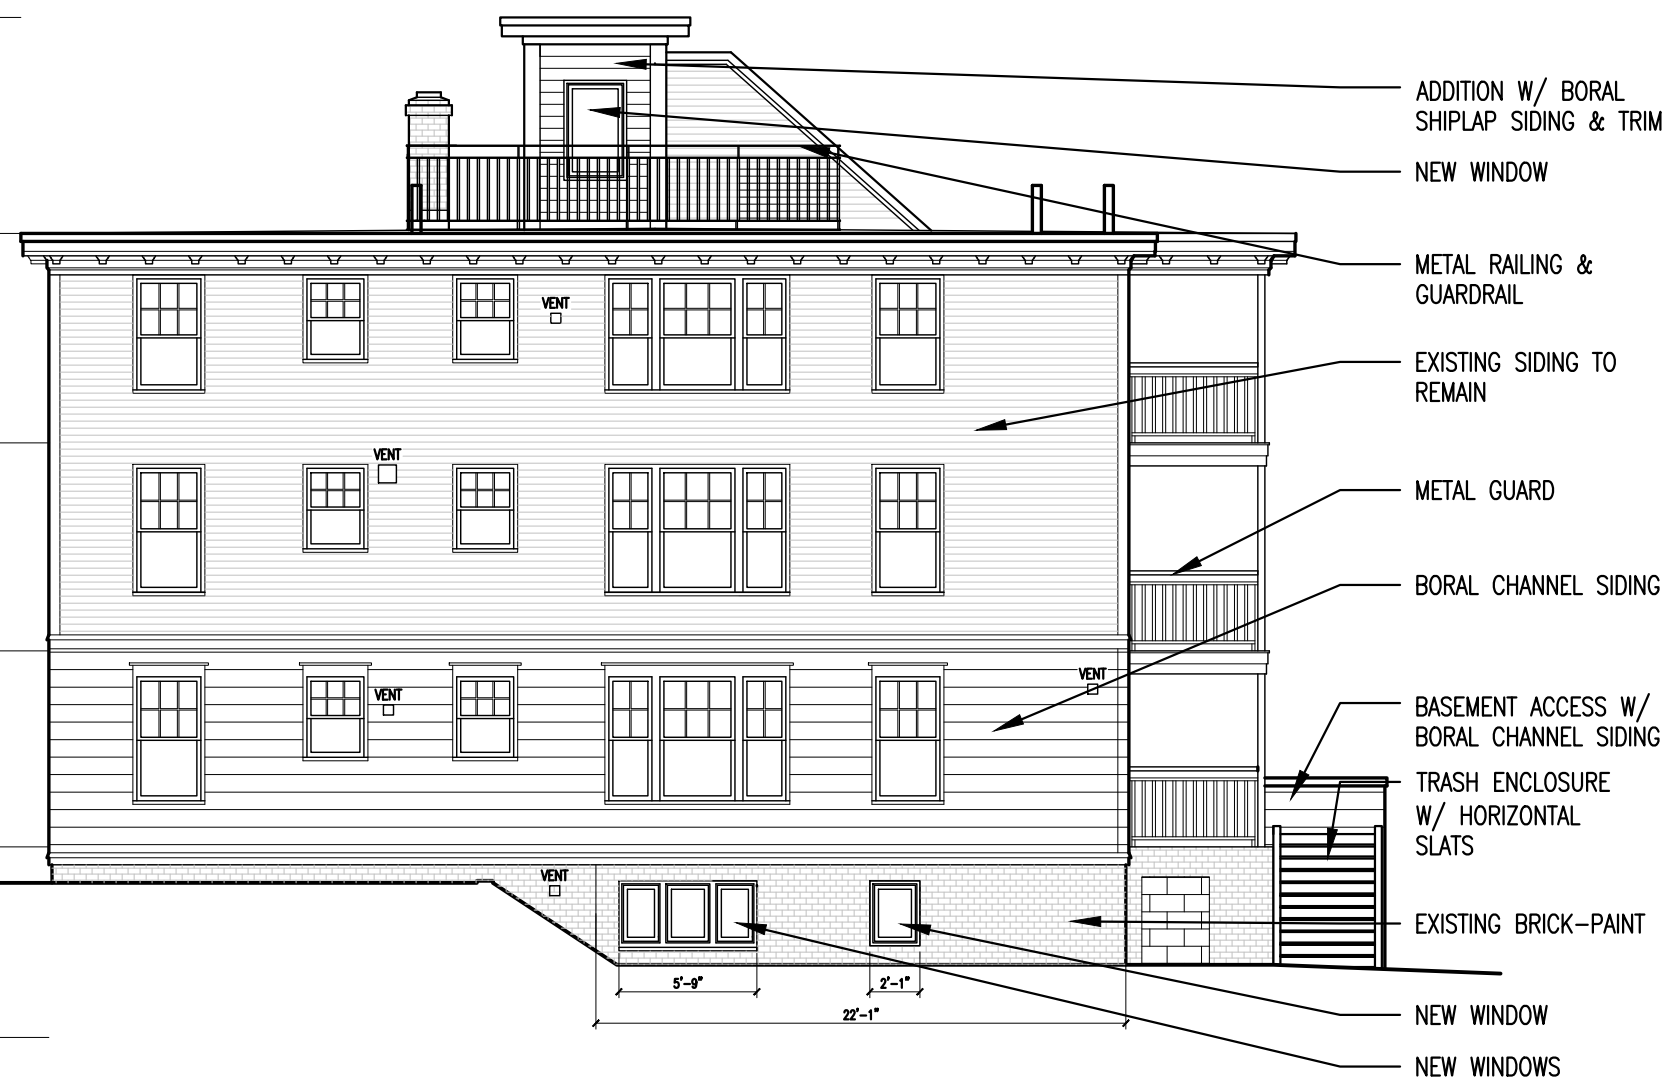 ADDITION W/ BORAL
SHIPLAP SIDING & TRIM
NEW WINDOW
METAL RAILING &
GUARDRAIL
VENT
EXISTING SIDING TO
REMAIN
VENT
METAL GUARD
BORAL CHANNEL SIDING
VENT
VENT
BASEMENT ACCESS W/
BORAL CHANNEL SIDING
TRASH ENCLOSURE
W/ HORIZONTAL
SLATS
VENT
EXISTING BRICK-PAINT
5'-9"
2'-1"
22'-1"
NEW WINDOW
NEW WINDOWS